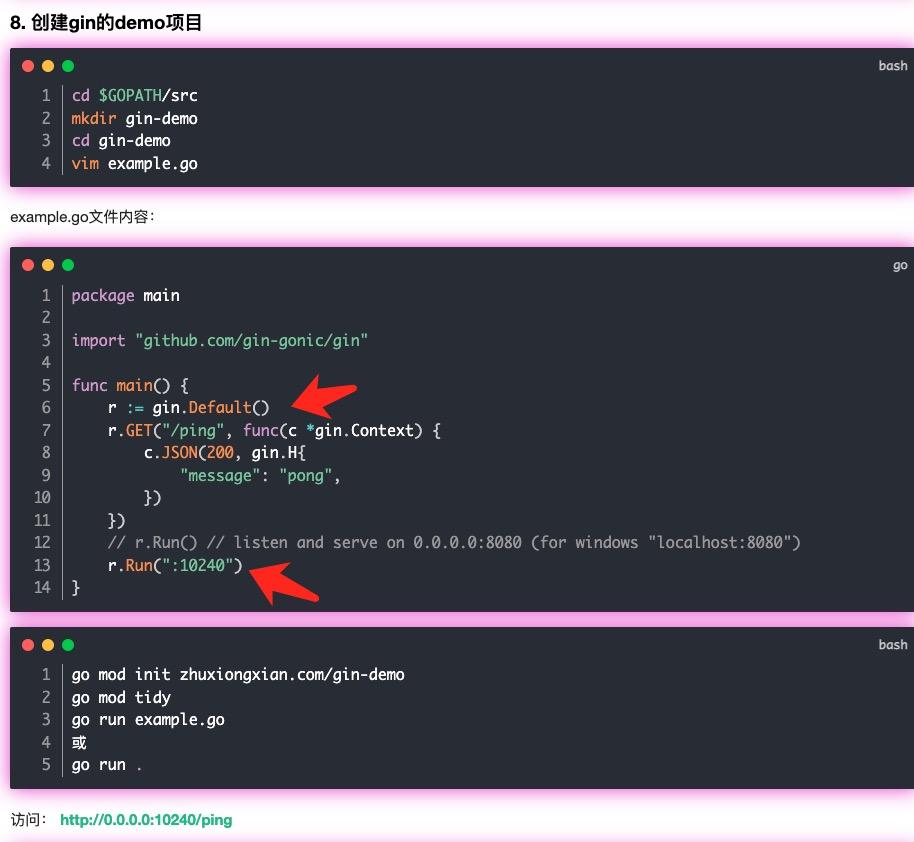 8. 创建gin的demo项目
bash
1 cd $GOPATH/src
2 mkdir gin-demo
3 cd gin-demo
4 vim example.go
example.go文件内容：
go
1 package main
2
3 import "github.com/gin-gonic/gin"
4
5 func main() {
6     r := gin.Default()
7     r.GET("/ping", func(c *gin.Context) {
8         c.JSON(200, gin.H{
9             "message": "pong",
10         })
11     })
12     // r.Run() // listen and serve on 0.0.0.0:8080 (for windows "localhost:8080")
13     r.Run(":10240")
14 }
bash
1 go mod init zhuxiongxian.com/gin-demo
2 go mod tidy
3 go run example.go
4 或
5 go run .
访问： http://0.0.0.0:10240/ping